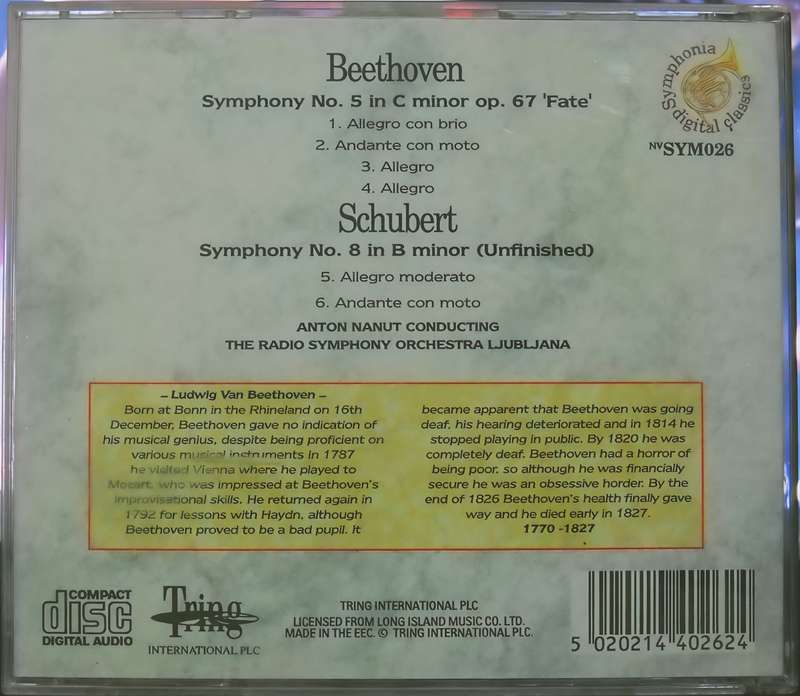 Beethoven
Symphony No. 5 in C minor op. 67 'Fate'
1. Allegro con brio
2. Andante con moto
3. Allegro
4. Allegro
Schubert
Symphony No. 8 in B minor (Unfinished)
5. Allegro moderato
6. Andante con moto
ANTON NANUT CONDUCTING
THE RADIO SYMPHONY ORCHESTRA LJUBLJANA
Symphonia
digital classics
NVSYM026
– Ludwig Van Beethoven –
Born at Bonn in the Rhineland on 16th
December, Beethoven gave no indication of
his musical genius, despite being proficient on
various musical instruments in 1787
he visited Vienna where he played to
Mozart, who was impressed at Beethoven's
improvisational skills. He returned again in
1792 for lessons with Haydn, although
Beethoven proved to be a bad pupil. It
became apparent that Beethoven was going
deaf, his hearing deteriorated and in 1814 he
stopped playing in public. By 1820 he was
completely deaf. Beethoven had a horror of
being poor, so although he was financially
secure he was an obsessive horder. By the
end of 1826 Beethoven's health finally gave
way and he died early in 1827.
1770 -1827
COMPACT
disc
DIGITAL AUDIO
Tring
INTERNATIONAL PLC
TRING INTERNATIONAL PLC
LICENSED FROM LONG ISLAND MUSIC CO. LTD.
MADE IN THE EEC. © TRING INTERNATIONAL PLC.
5 020214 402624